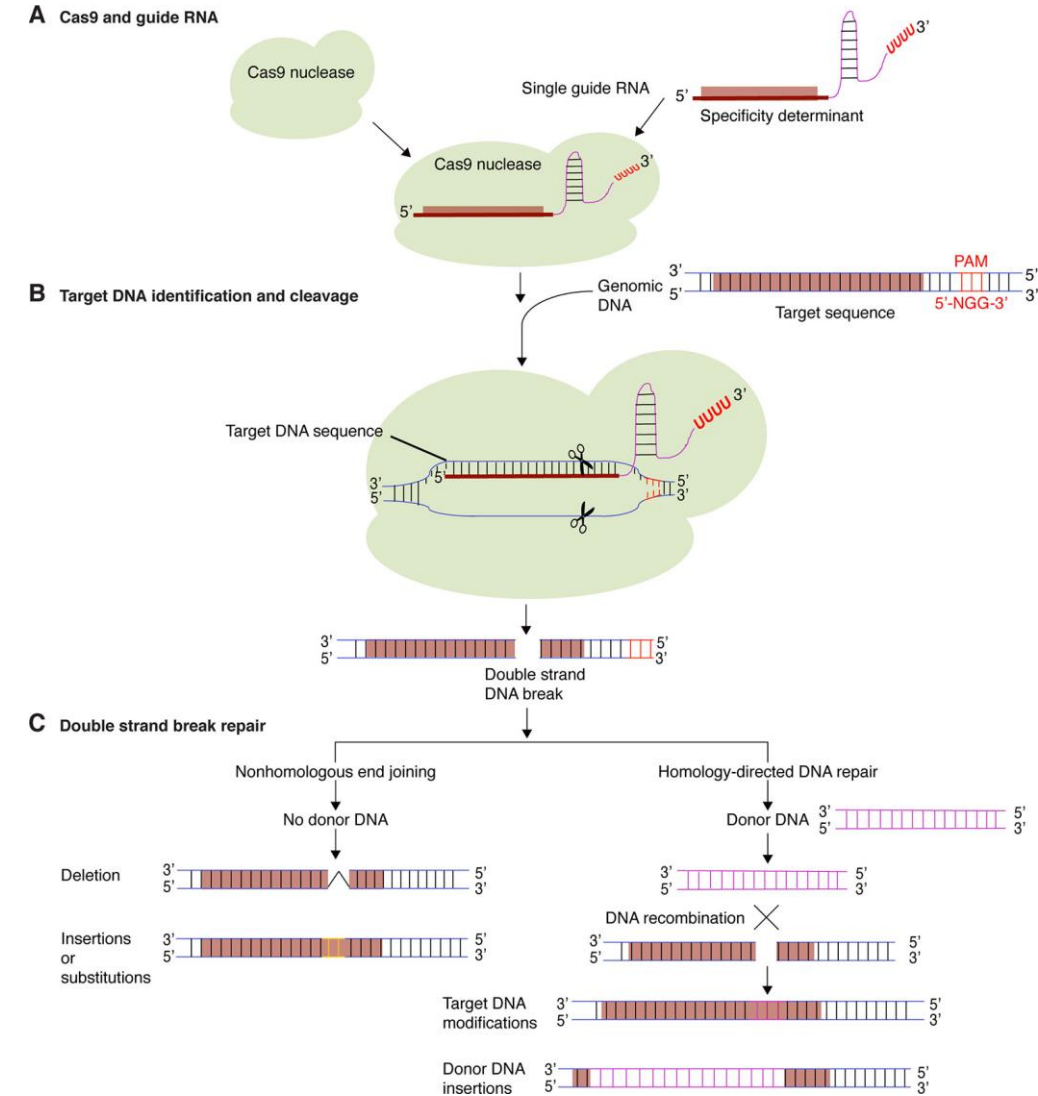 A Cas9 and guide RNA
Cas9 nuclease
Single guide RNA
5’
UUUU 3’
Specificity determinant
Cas9 nuclease
5’
UUUU 3’
B Target DNA identification and cleavage
Genomic
DNA
3’
5’
PAM
5’
3’
5’-NGG-3’
Target sequence
Target DNA sequence
UUUU 3’
5’
3’
5’
5’
3’
3’
5’
5’
3’
Double strand
DNA break
C Double strand break repair
Nonhomologous end joining
No donor DNA
Deletion
3’
5’
5’
3’
Insertions
or
substitutions
3’
5’
5’
3’
Homology-directed DNA repair
Donor DNA
3’
5’
5’
3’
3’
5’
5’
3’
DNA recombination
3’
5’
5’
3’
Target DNA
modifications
3’
5’
5’
3’
Donor DNA
insertions
3’
5’
5’
3’